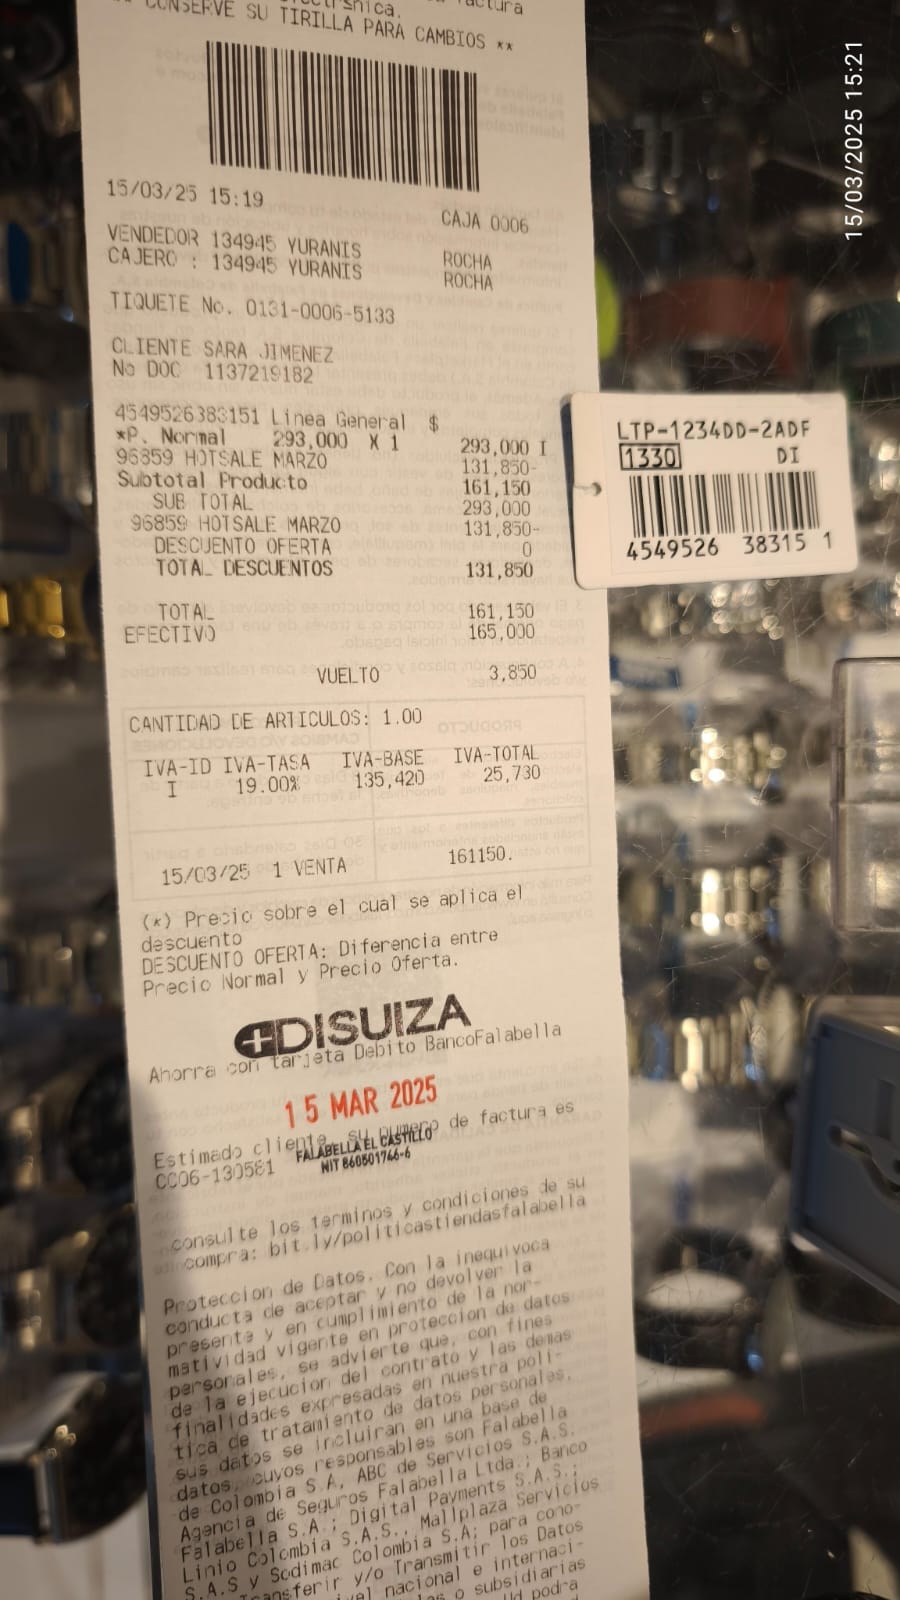 factura
CONSERVE SU TIRILLA PARA CAMBIOS **
15/03/25 15:19
CAJA 0006
VENDEDOR 134945 YURANIS ROCHA
CAJERO : 134945 YURANIS ROCHA
TIQUETE No. 0131-0006-5133
CLIENTE SARA JIMENEZ
No DOC 1137219182
4549526383151 Linea General $
*P. Normal 293,000 X 1 293,000 I
96859 HOTSALE MARZO 131,850-
Subtotal Producto 161,150
SUB TOTAL 293,000
96859 HOTSALE MARZO 131,850-
DESCUENTO OFERTA 0
TOTAL DESCUENTOS 131,850
TOTAL 161,150
EFECTIVO 165,000
VUELTO 3,850
CANTIDAD DE ARTICULOS: 1.00
IVA-ID IVA-TASA IVA-BASE IVA-TOTAL
I 19.00% 135,420 25,730
15/03/25 1 VENTA 161150.
(*) Precio sobre el cual se aplica el
descuento
DESCUENTO OFERTA: Diferencia entre
Precio Normal y Precio Oferta.
DISUIZA
Ahorra con tarjeta Debito BancoFalabella
15 MAR 2025
Estimado cliente, su numero de factura es
CC06-130581
FALABELLA EL CASTILLO
NIT 860501766-6
consulte los terminos y condiciones de su
compra: bit.ly/politicastiendasfalabella
Proteccion de Datos. Con la inequivoca
conducta de aceptar y no devolver la
presente y en cumplimiento de la nor-
matividad vigente en proteccion de datos
personales, se advierte que, con fines
de la ejecucion del contrato y las demas
finalidades expresadas en nuestra poli-
tica de tratamiento de datos personales,
sus datos se incluiran en una base de
datos, cuyos responsables son Falabella
de Colombia S.A, ABC de Servicios S.A.S.
Agencia de Seguros Falabella Ltda.; Banco
Falabella S.A.; Digital Payments S.A.S.;
Linio Colombia S.A.S., Mallplaza Servicios
S.A.S y Sodimac Colombia S.A; para cono-
y/o Transmitir los Datos
nacional e internaci-
o subsidiarias
podra
LTP-1234DD-2ADF
1330 DI
4549526 38315 1
15/03/2025 15:21